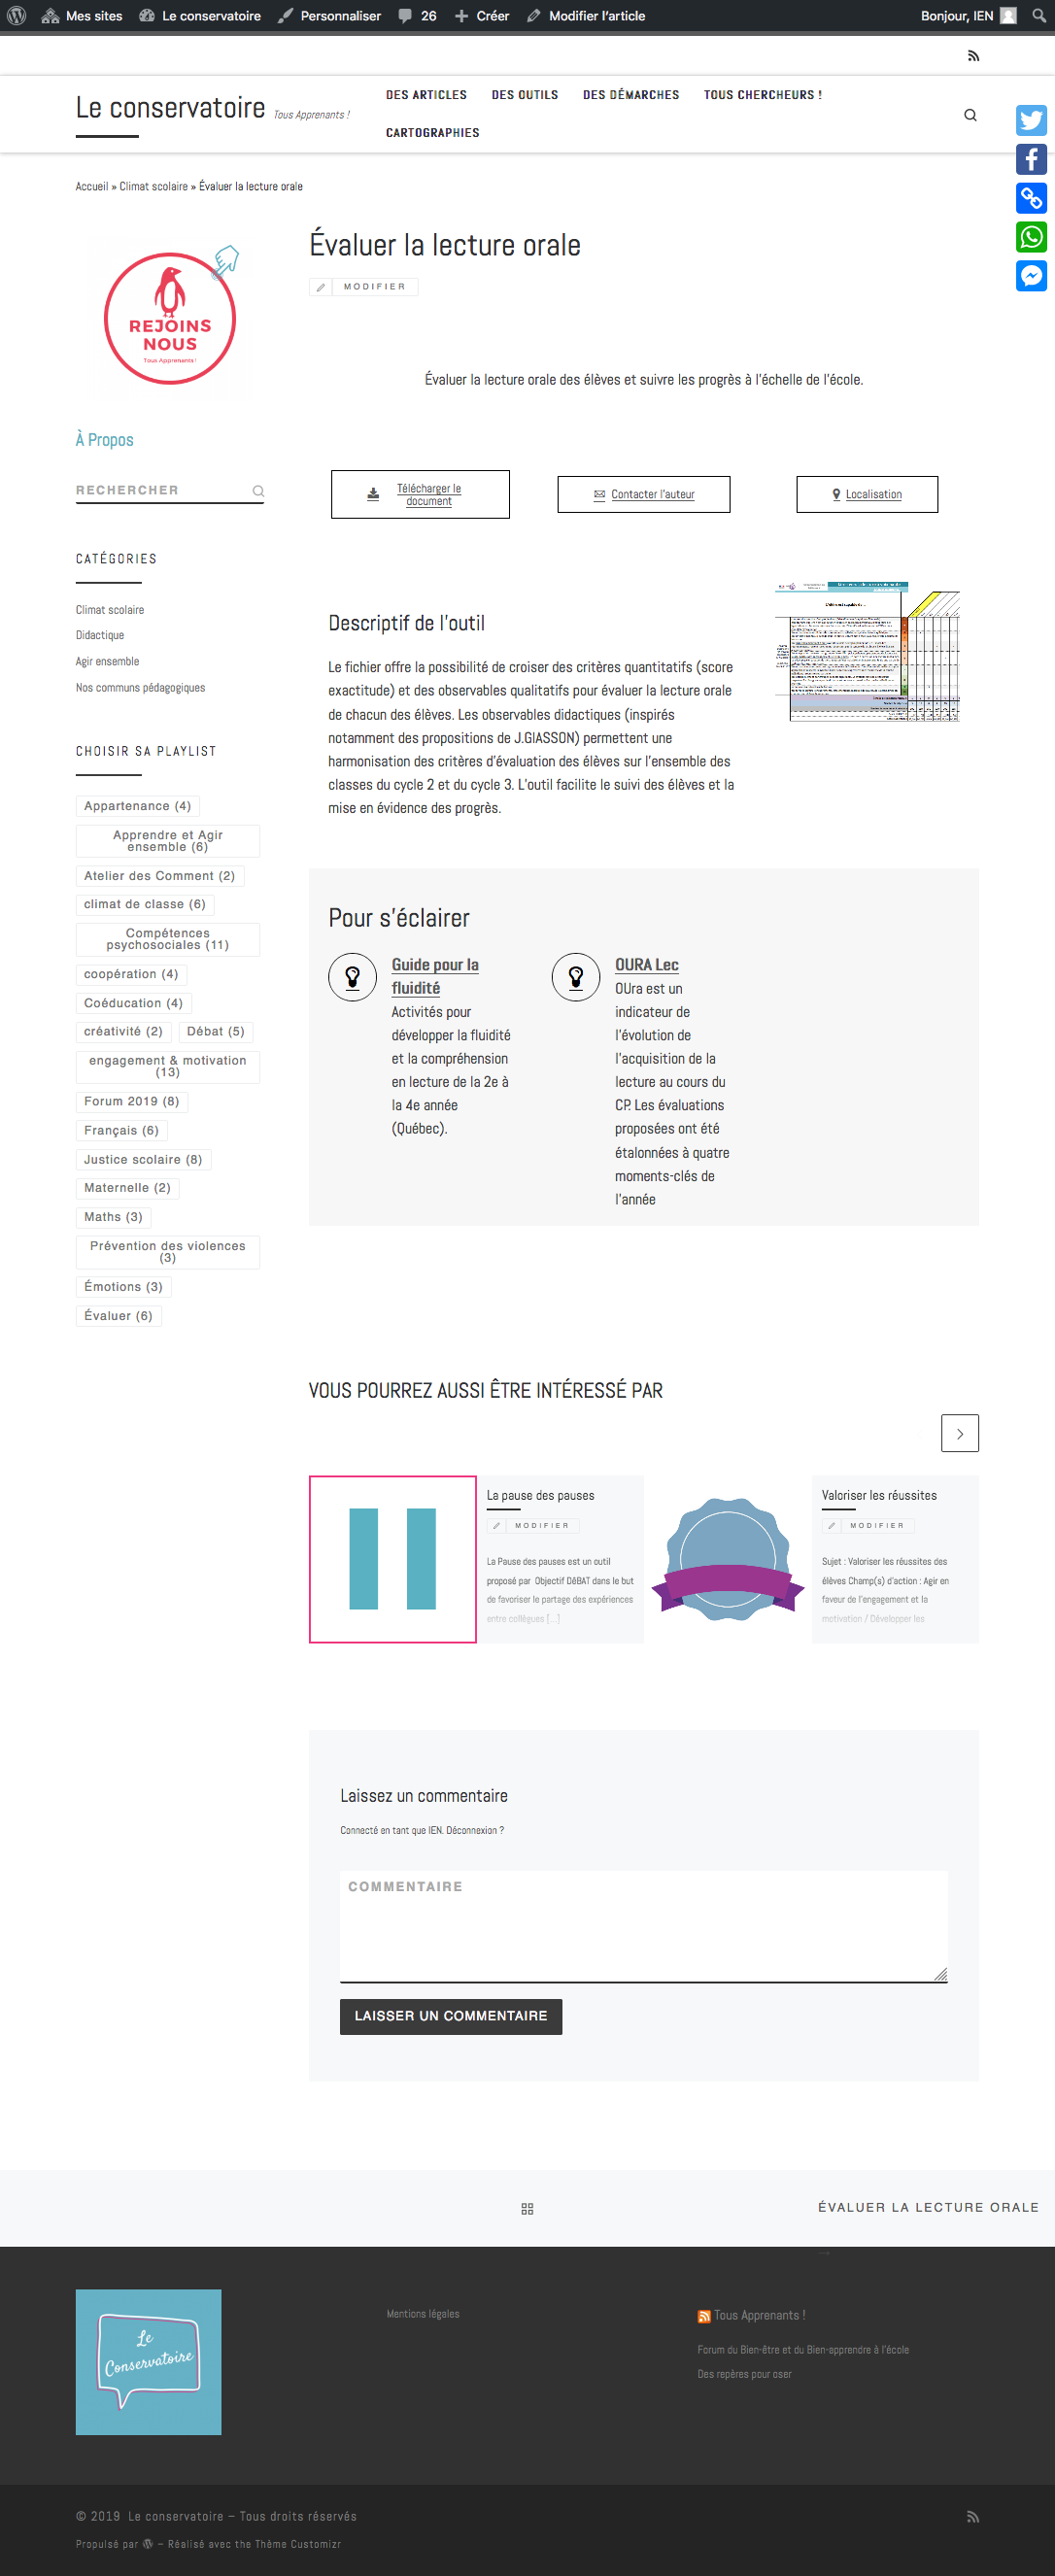 Mes sites Le conservatoire Personnaliser 26 Créer Modifier l'article Bonjour, IEN
Le conservatoire Tous Apprenants !
DES ARTICLES DES OUTILS DES DÉMARCHES TOUS CHERCHEURS !
CARTOGRAPHIES
Accueil » Climat scolaire » Évaluer la lecture orale
REJOINS
NOUS
Tous Apprenants !
À Propos
RECHERCHER
CATÉGORIES
Climat scolaire
Didactique
Agir ensemble
Nos communs pédagogiques
CHOISIR SA PLAYLIST
Appartenance (4)
Apprendre et Agir
ensemble (6)
Atelier des Comment (2)
climat de classe (6)
Compétences
psychosociales (11)
coopération (4)
Coéducation (4)
créativité (2) Débat (5)
engagement & motivation
(13)
Forum 2019 (8)
Français (6)
Justice scolaire (8)
Maternelle (2)
Maths (3)
Prévention des violences
(3)
Émotions (3)
Évaluer (6)
Évaluer la lecture orale
MODIFIER
Évaluer la lecture orale des élèves et suivre les progrès à l'échelle de l'école.
Télécharger le
document
Contacter l'auteur
Localisation
Descriptif de l'outil
Le fichier offre la possibilité de croiser des critères quantitatifs (score
exactitude) et des observables qualitatifs pour évaluer la lecture orale
de chacun des élèves. Les observables didactiques (inspirés
notamment des propositions de J.GIASSON) permettent une
harmonisation des critères d'évaluation des élèves sur l'ensemble des
classes du cycle 2 et du cycle 3. L'outil facilite le suivi des élèves et la
mise en évidence des progrès.
Pour s'éclairer
Guide pour la
fluidité
Activités pour
développer la fluidité
et la compréhension
en lecture de la 2e à
la 4e année
(Québec).
OURA Lec
OUra est un
indicateur de
l'évolution de
l'acquisition de la
lecture au cours du
CP. Les évaluations
proposées ont été
étalonnées à quatre
moments-clés de
l'année
VOUS POURREZ AUSSI ÊTRE INTÉRESSÉ PAR
La pause des pauses
MODIFIER
La Pause des pauses est un outil
proposé par Objectif DéBAT dans le but
de favoriser le partage des expériences
entre collègues [...]
Valoriser les réussites
MODIFIER
Sujet : Valoriser les réussites des
élèves Champ(s) d'action : Agir en
faveur de l'engagement et la
motivation / Développer les
Laissez un commentaire
Connecté en tant que IEN. Déconnexion ?
COMMENTAIRE
LAISSER UN COMMENTAIRE
ÉVALUER LA LECTURE ORALE
Le
Conservatoire
Mentions légales
Tous Apprenants !
Forum du Bien-être et du Bien-apprendre à l'école
Des repères pour oser
© 2019 Le conservatoire – Tous droits réservés
Propulsé par – Réalisé avec the Thème Customizr